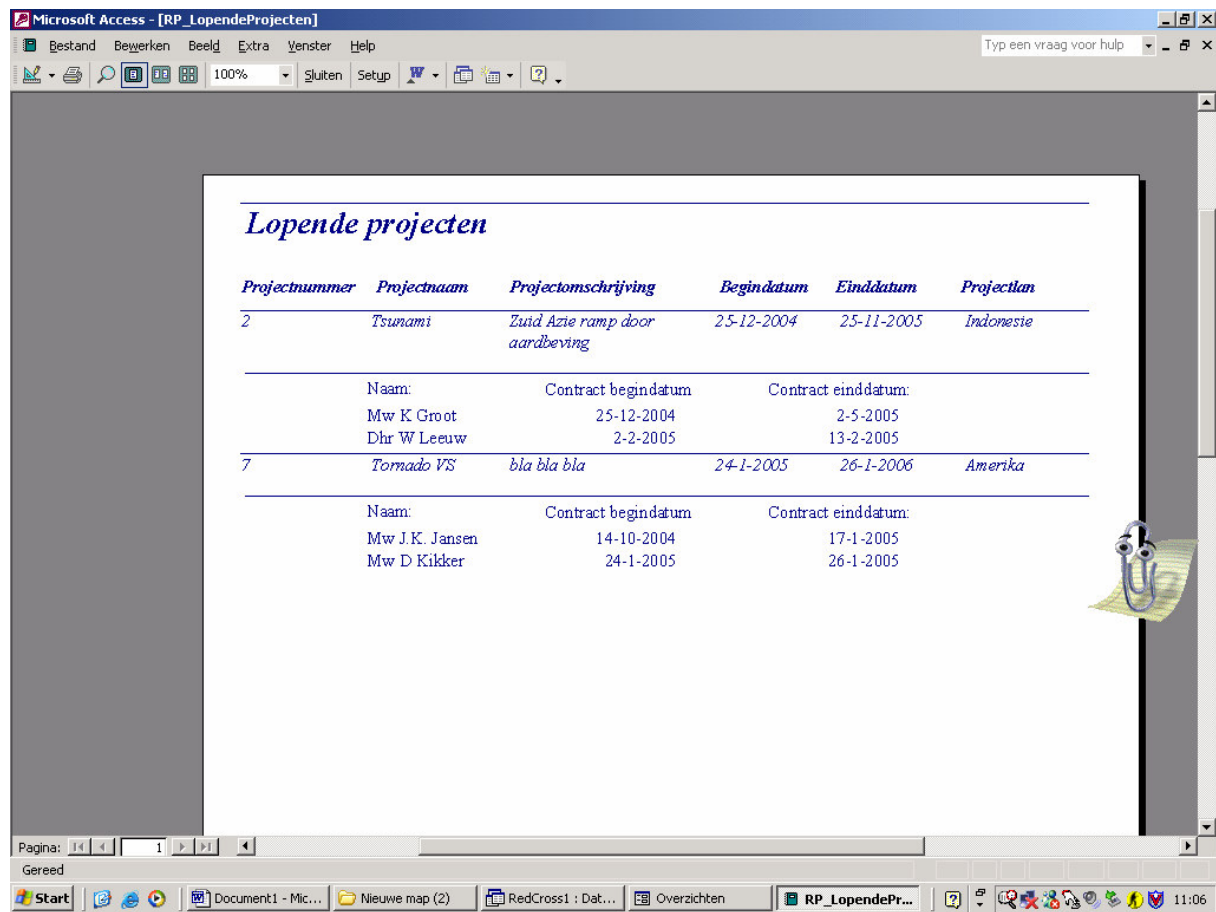 Microsoft Access - [RP_LopendeProjecten]
Bestand Bewerken Beeld Extra Venster Help Typ een vraag voor hulp
100% Sluiten Setup
Lopende projecten
Projectnummer Projectnaam Projectomschrijving Begindatum Einddatum Projectlan
2 Tsunami Zuid Azie ramp door 25-12-2004 25-11-2005 Indonesie
aardbeving
Naam: Contract begindatum Contract einddatum:
Mw K Groot 25-12-2004 2-5-2005
Dhr W Leeuw 2-2-2005 13-2-2005
7 Tornado VS bla bla bla 24-1-2005 26-1-2006 Amerika
Naam: Contract begindatum Contract einddatum:
Mw J.K. Jansen 14-10-2004 17-1-2005
Mw D Kikker 24-1-2005 26-1-2005
Pagina: 1
Gereed
Start Document1 - Mic... Nieuwe map (2) RedCross1 : Dat... Overzichten RP_LopendePr... 11:06